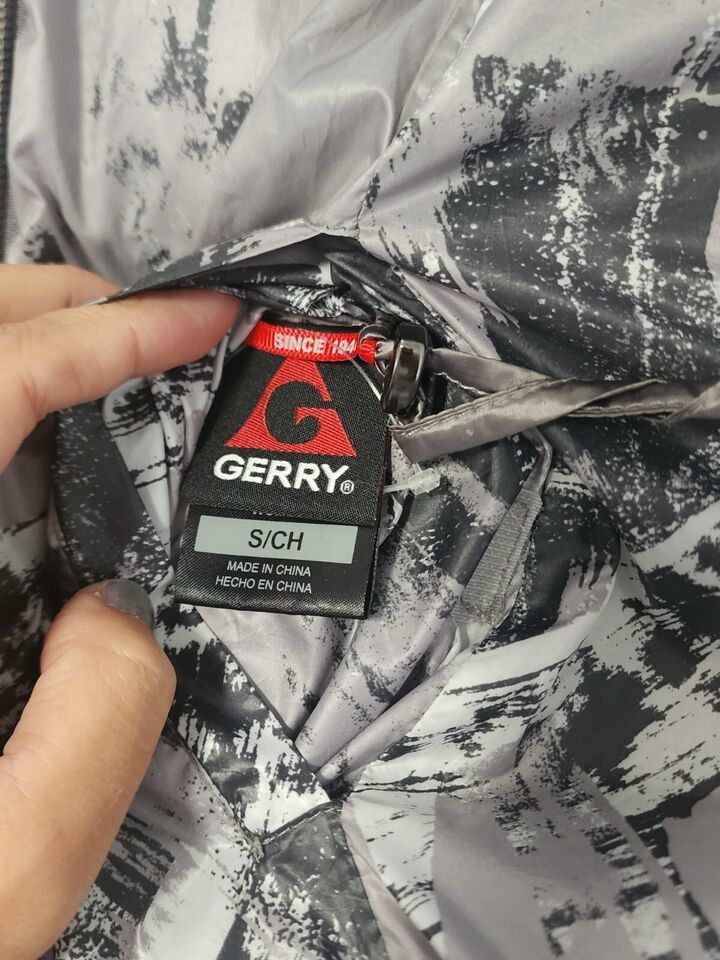 SINCE 194
G
GERRY®
S/CH
MADE IN CHINA
HECHO EN CHINA